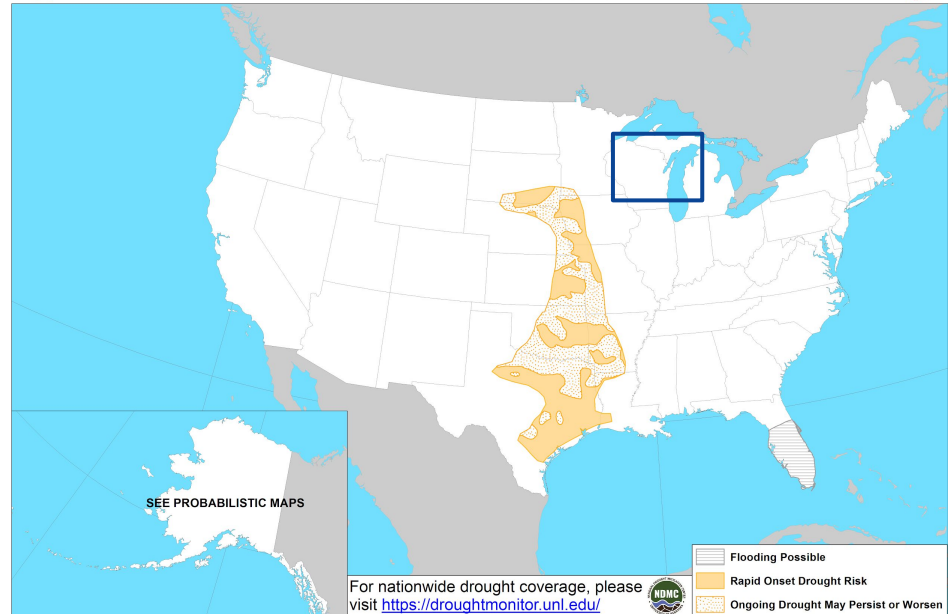 SEE PROBABILISTIC MAPS
For nationwide drought coverage, please
visit https://droughtmonitor.unl.edu/
NDMC
Flooding Possible
Rapid Onset Drought Risk
Ongoing Drought May Persist or Worsen